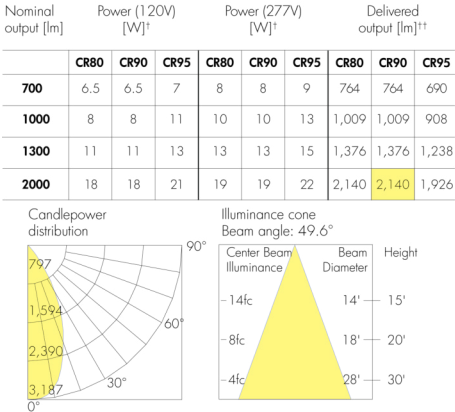 Nominal output [lm] Power (120V) [W]† Power (277V) [W]† Delivered output [lm]††
CR80 CR90 CR95 CR80 CR90 CR95 CR80 CR90 CR95
700 6.5 6.5 7 8 8 9 764 764 690
1000 8 8 11 10 10 13 1,009 1,009 908
1300 11 11 13 13 13 15 1,376 1,376 1,238
2000 18 18 21 19 19 22 2,140 2,140 1,926
Candlepower
distribution
797
1,594
2,390
3,187
0°
30°
60°
90°
Illuminance cone
Beam angle: 49.6°
Center Beam Illuminance Beam Diameter Height
14fc 14' 15'
8fc 18' 20'
4fc 28' 30'